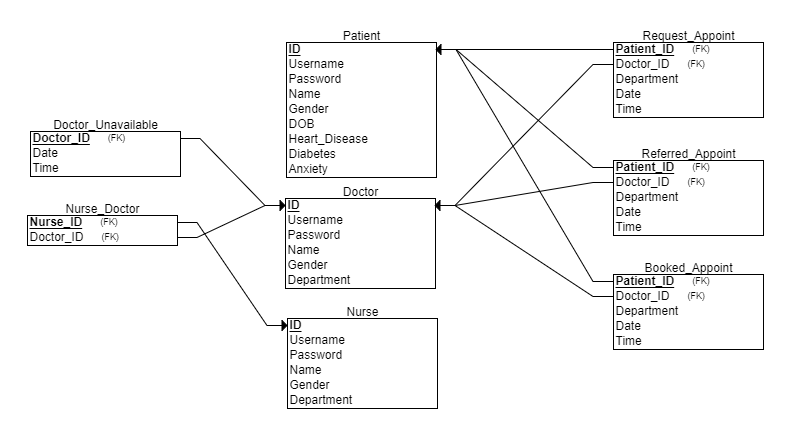 Patient
ID
Username
Password
Name
Gender
DOB
Heart_Disease
Diabetes
Anxiety
Request_Appoint
Patient_ID (FK)
Doctor_ID (FK)
Department
Date
Time
Doctor_Unavailable
Doctor_ID (FK)
Date
Time
Referred_Appoint
Patient_ID (FK)
Doctor_ID (FK)
Department
Date
Time
Nurse_Doctor
Nurse_ID (FK)
Doctor_ID (FK)
Doctor
ID
Username
Password
Name
Gender
Department
Booked_Appoint
Patient_ID (FK)
Doctor_ID (FK)
Department
Date
Time
Nurse
ID
Username
Password
Name
Gender
Department